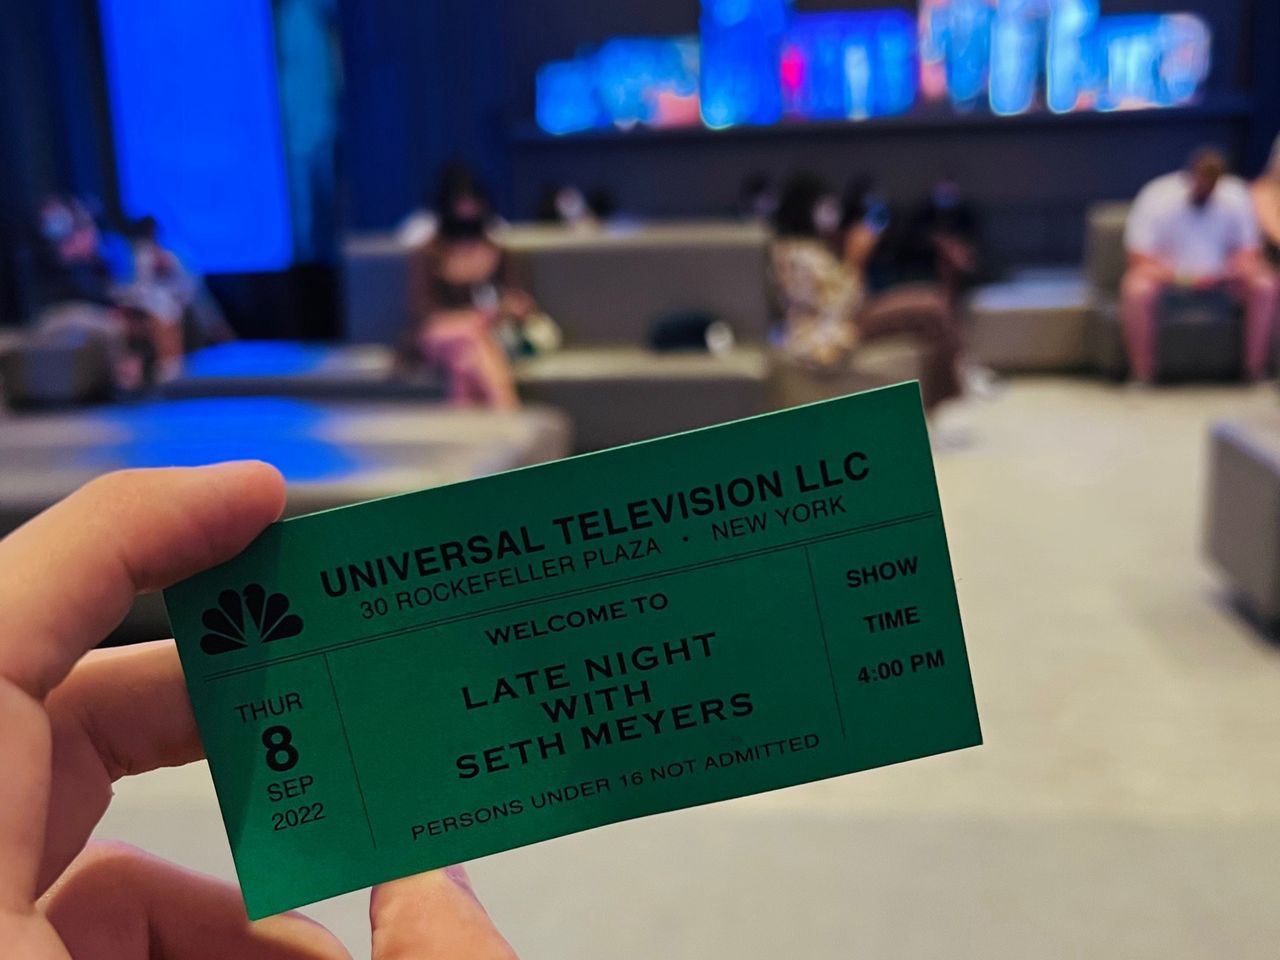 UNIVERSAL TELEVISION LLC
30 ROCKEFELLER PLAZA · NEW YORK
THUR
8
SEP
2022
WELCOME TO
LATE NIGHT
WITH
SETH MEYERS
PERSONS UNDER 16 NOT ADMITTED
SHOW
TIME
4:00 PM